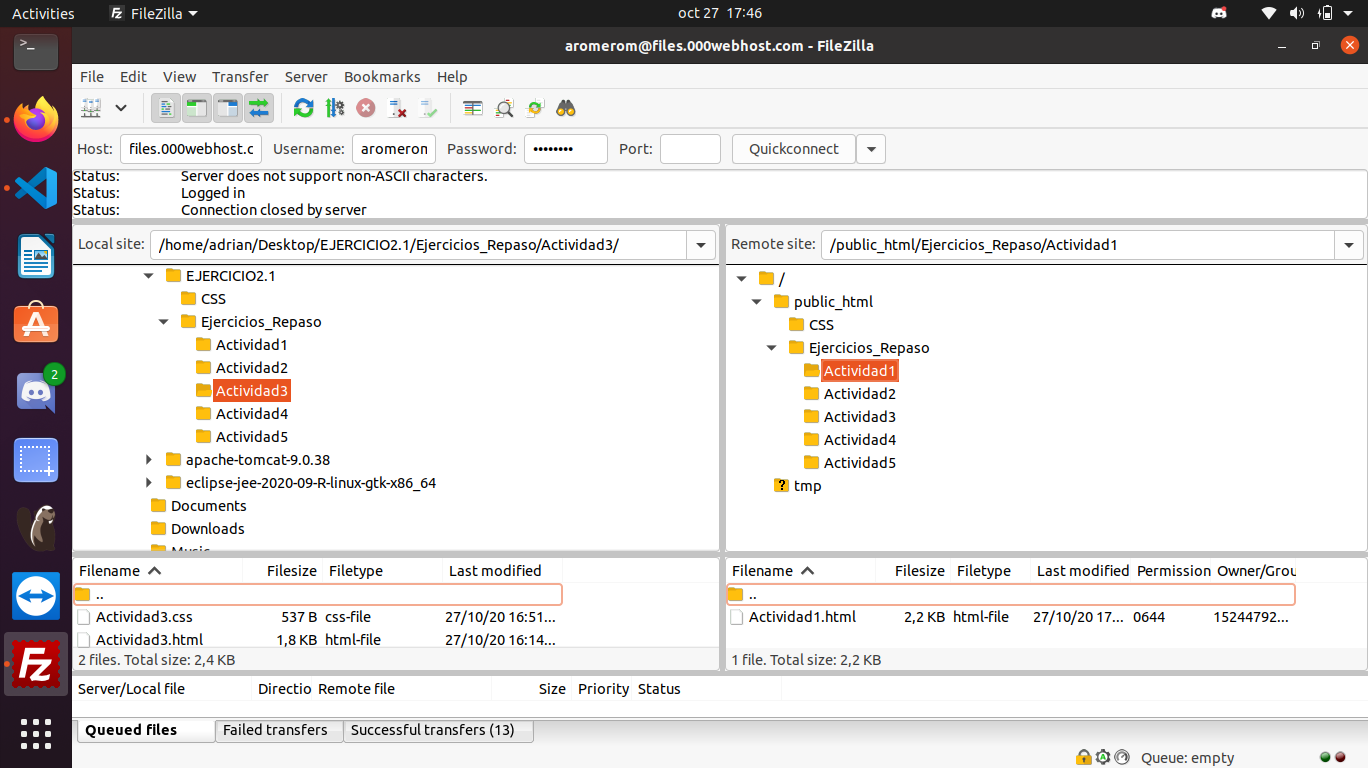 Activities FileZilla oct 27 17:46
aromerom@files.000webhost.com - FileZilla
File Edit View Transfer Server Bookmarks Help
Host: files.000webhost.c Username: aromeron Password: •••••••• Port: Quickconnect
Status: Server does not support non-ASCII characters.
Status: Logged in
Status: Connection closed by server
Local site: /home/adrian/Desktop/EJERCICIO2.1/Ejercicios_Repaso/Actividad3/
EJERCICIO2.1
CSS
Ejercicios_Repaso
Actividad1
Actividad2
Actividad3
Actividad4
Actividad5
apache-tomcat-9.0.38
eclipse-jee-2020-09-R-linux-gtk-x86_64
Documents
Downloads
Music
Filename Filesize Filetype Last modified
..
Actividad3.css 537 B css-file 27/10/20 16:51...
Actividad3.html 1,8 KB html-file 27/10/20 16:14...
2 files. Total size: 2,4 KB
Remote site: /public_html/Ejercicios_Repaso/Actividad1
/
public_html
CSS
Ejercicios_Repaso
Actividad1
Actividad2
Actividad3
Actividad4
Actividad5
? tmp
Filename Filesize Filetype Last modified Permission Owner/Grou
..
Actividad1.html 2,2 KB html-file 27/10/20 17... 0644 15244792...
1 file. Total size: 2,2 KB
Server/Local file Directio Remote file Size Priority Status
Queued files Failed transfers Successful transfers (13)
Queue: empty
>_
2
Fz